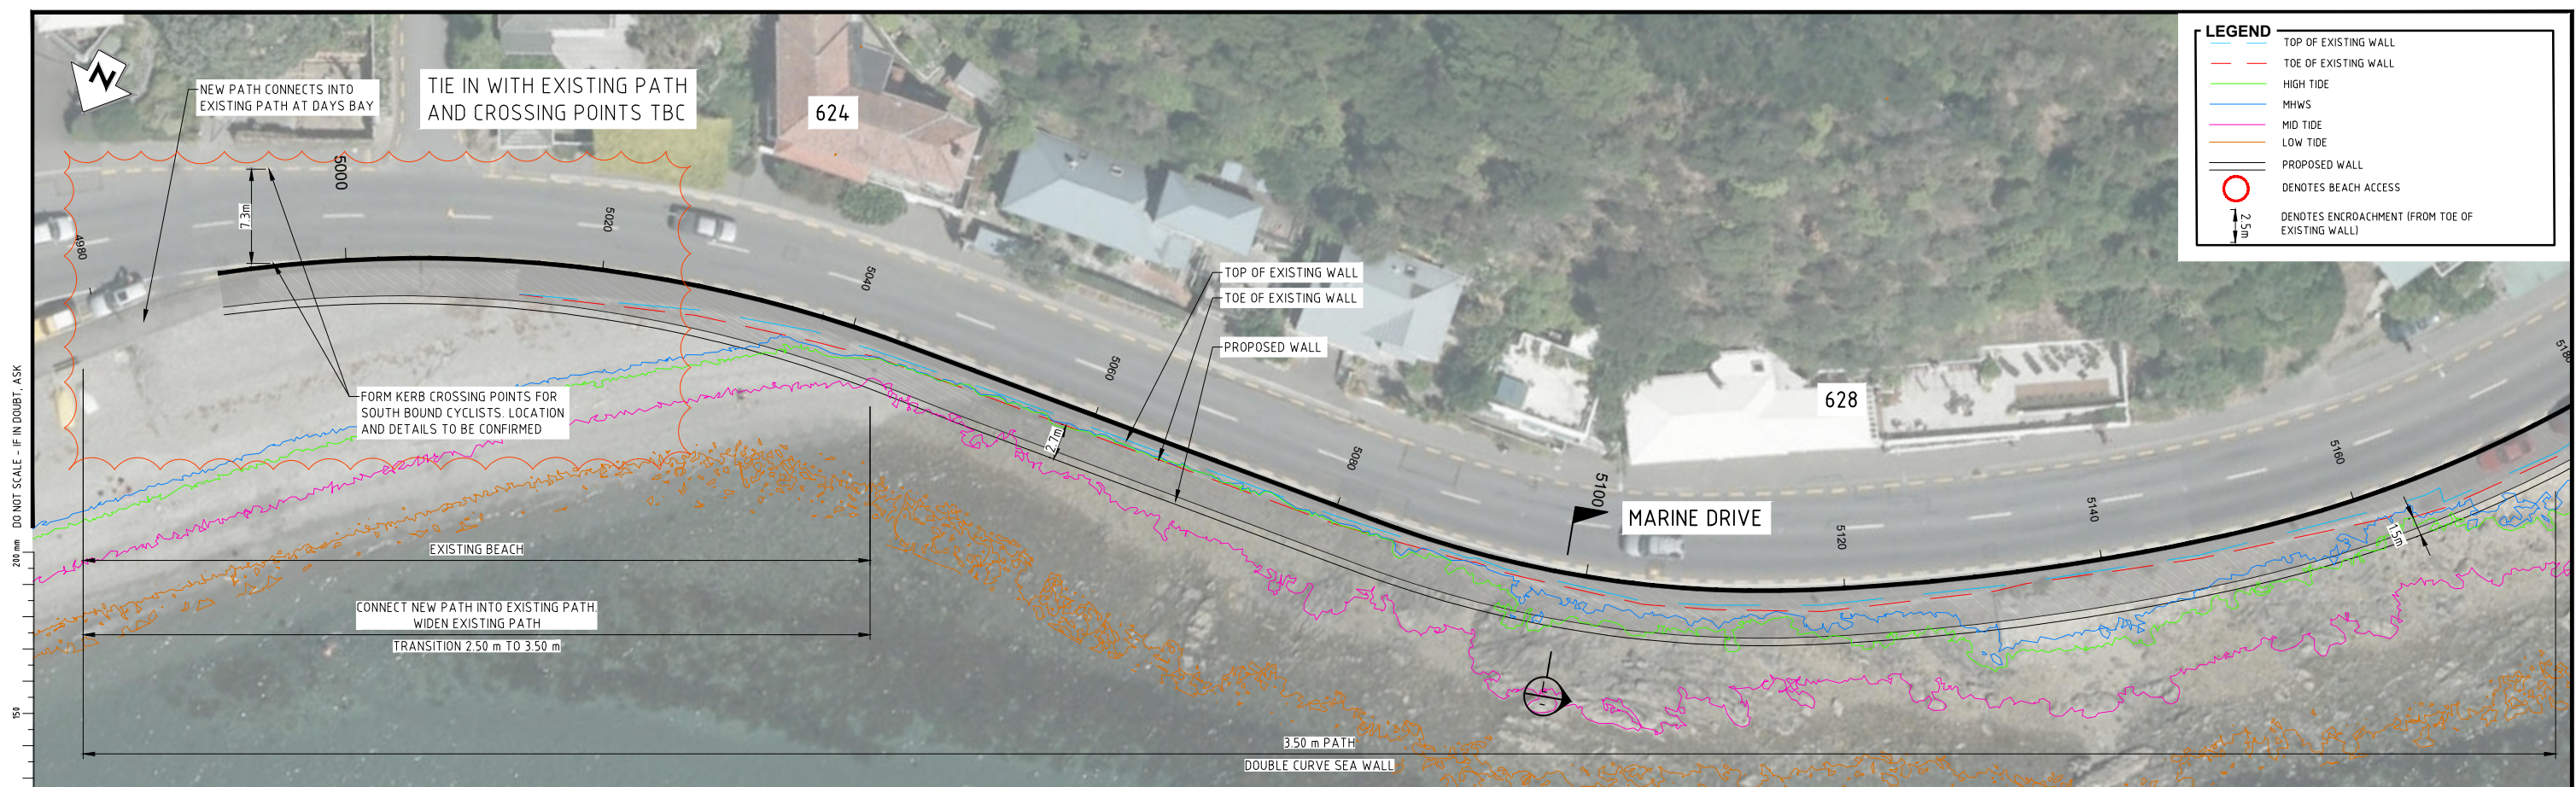 N
NEW PATH CONNECTS INTO
EXISTING PATH AT DAYS BAY
TIE IN WITH EXISTING PATH
AND CROSSING POINTS TBC
624
LEGEND
TOP OF EXISTING WALL
TOE OF EXISTING WALL
HIGH TIDE
MHWS
MID TIDE
LOW TIDE
PROPOSED WALL
DENOTES BEACH ACCESS
2.5m
DENOTES ENCROACHMENT (FROM TOE OF
EXISTING WALL)
4980
7.3m
5000
5020
5040
5060
5080
5100
5120
5140
5160
5180
TOP OF EXISTING WALL
TOE OF EXISTING WALL
PROPOSED WALL
FORM KERB CROSSING POINTS FOR
SOUTH BOUND CYCLISTS. LOCATION
AND DETAILS TO BE CONFIRMED
2.7m
628
MARINE DRIVE
1.5m
EXISTING BEACH
CONNECT NEW PATH INTO EXISTING PATH.
WIDEN EXISTING PATH
TRANSITION 2.50 m TO 3.50 m
3.50 m PATH
DOUBLE CURVE SEA WALL
DO NOT SCALE - IF IN DOUBT, ASK
200 mm
150